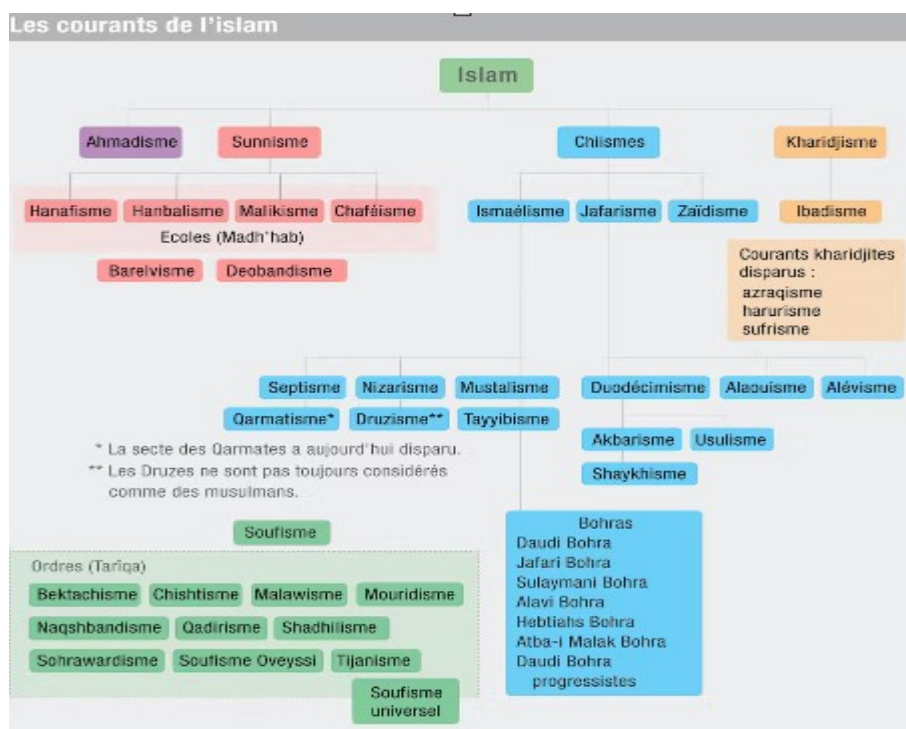 Les courants de l'islam
Islam
Ahmadisme
Sunnisme
Chiismes
Kharidjisme
Hanafisme
Hanbalisme
Malikisme
Chaféisme
Ecoles (Madh'hab)
Barelvisme
Deobandisme
Ismaélisme
Jafarisme
Zaïdisme
Ibadisme
Courants kharidjites
disparus :
azraqisme
harurisme
sufrisme
Septisme
Nizarisme
Mustalisme
Qarmatisme*
Druzisme**
Tayyibisme
Duodécimisme
Alaouisme
Alévisme
Akbarisme
Usulisme
Shaykhisme
* La secte des Qarmates a aujourd'hui disparu.
** Les Druzes ne sont pas toujours considérés
comme des musulmans.
Bohras
Daudi Bohra
Jafari Bohra
Sulaymani Bohra
Alavi Bohra
Hebtiahs Bohra
Atba-i Malak Bohra
Daudi Bohra
progressistes
Soufisme
Ordres (Tarîqa)
Bektachisme
Chishtisme
Malawisme
Mouridisme
Naqshbandisme
Qadirisme
Shadhilisme
Sohrawardisme
Soufisme Oveyssi
Tijanisme
Soufisme
universel